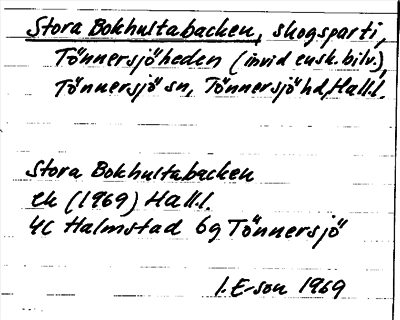 Stora Bokhultabacken, skogsparti,
Tönnersjöheden (invid ensk. bilv.),
Tönnersjö sn, Tönnersjö hd, Hall.
Stora Bokhultabacken
ek (1969) Hall.
4C Halmstad 6g Tönnersjö
I. E-son 1969